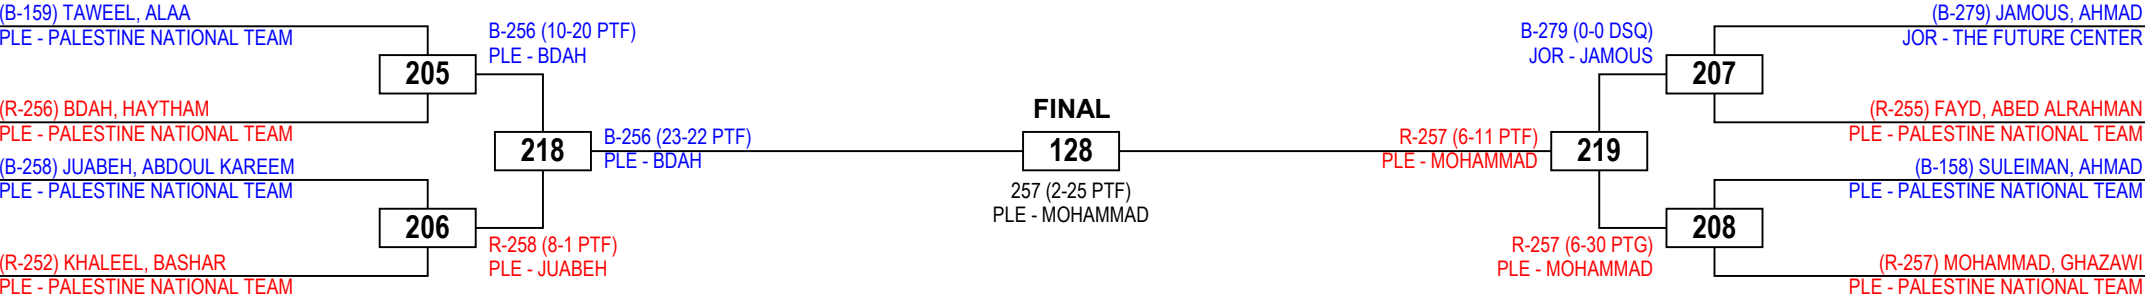 (B-159) TAWEEL, ALAA
PLE - PALESTINE NATIONAL TEAM
205
(R-256) BDAH, HAYTHAM
PLE - PALESTINE NATIONAL TEAM
B-256 (10-20 PTF)
PLE - BDAH
(B-258) JUABEH, ABDOUL KAREEM
PLE - PALESTINE NATIONAL TEAM
206
(R-252) KHALEEL, BASHAR
PLE - PALESTINE NATIONAL TEAM
R-258 (8-1 PTF)
PLE - JUABEH
218
B-256 (23-22 PTF)
PLE - BDAH
FINAL
128
257 (2-25 PTF)
PLE - MOHAMMAD
R-257 (6-11 PTF)
PLE - MOHAMMAD
219
B-279 (0-0 DSQ)
JOR - JAMOUS
207
(B-279) JAMOUS, AHMAD
JOR - THE FUTURE CENTER
(R-255) FAYD, ABED ALRAHMAN
PLE - PALESTINE NATIONAL TEAM
R-257 (6-30 PTG)
PLE - MOHAMMAD
208
(B-158) SULEIMAN, AHMAD
PLE - PALESTINE NATIONAL TEAM
(R-257) MOHAMMAD, GHAZAWI
PLE - PALESTINE NATIONAL TEAM